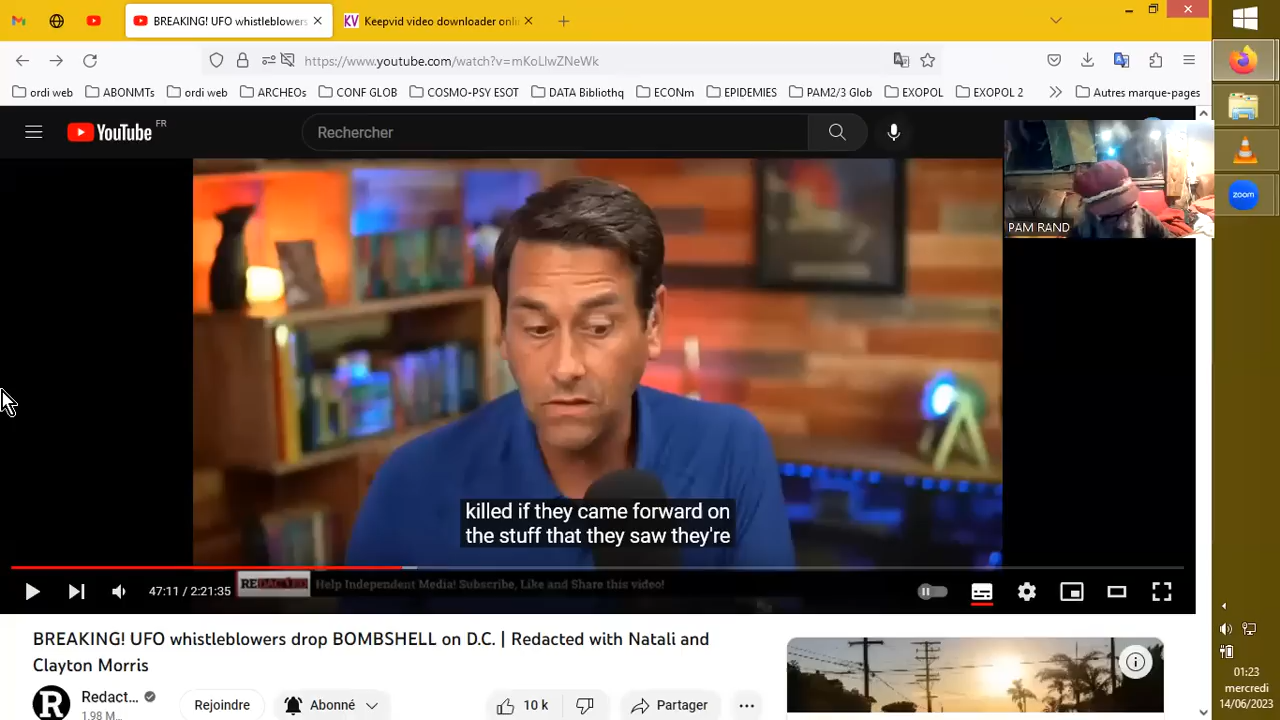 BREAKING! UFO whistleblowers
Keepvid video downloader onli
https://www.youtube.com/watch?v=mKoLlwZNeWk
ordi web
ABONMTs
ordi web
ARCHEOs
CONF GLOB
COSMO-PSY ESOT
DATA Bibliothq
ECONm
EPIDEMIES
PAM2/3 Glob
EXOPOL
EXOPOL 2
Autres marque-pages
YouTube FR
Rechercher
PAM RAND
zoom
killed if they came forward on
the stuff that they saw they're
47:11 / 2:21:35
REDACTED Help Independent Media! Subscribe, Like and Share this video!
BREAKING! UFO whistleblowers drop BOMBSHELL on D.C. | Redacted with Natali and
Clayton Morris
R
Redact...
1.98 M...
Rejoindre
Abonné
10 k
Partager
01:23
mercredi
14/06/2023